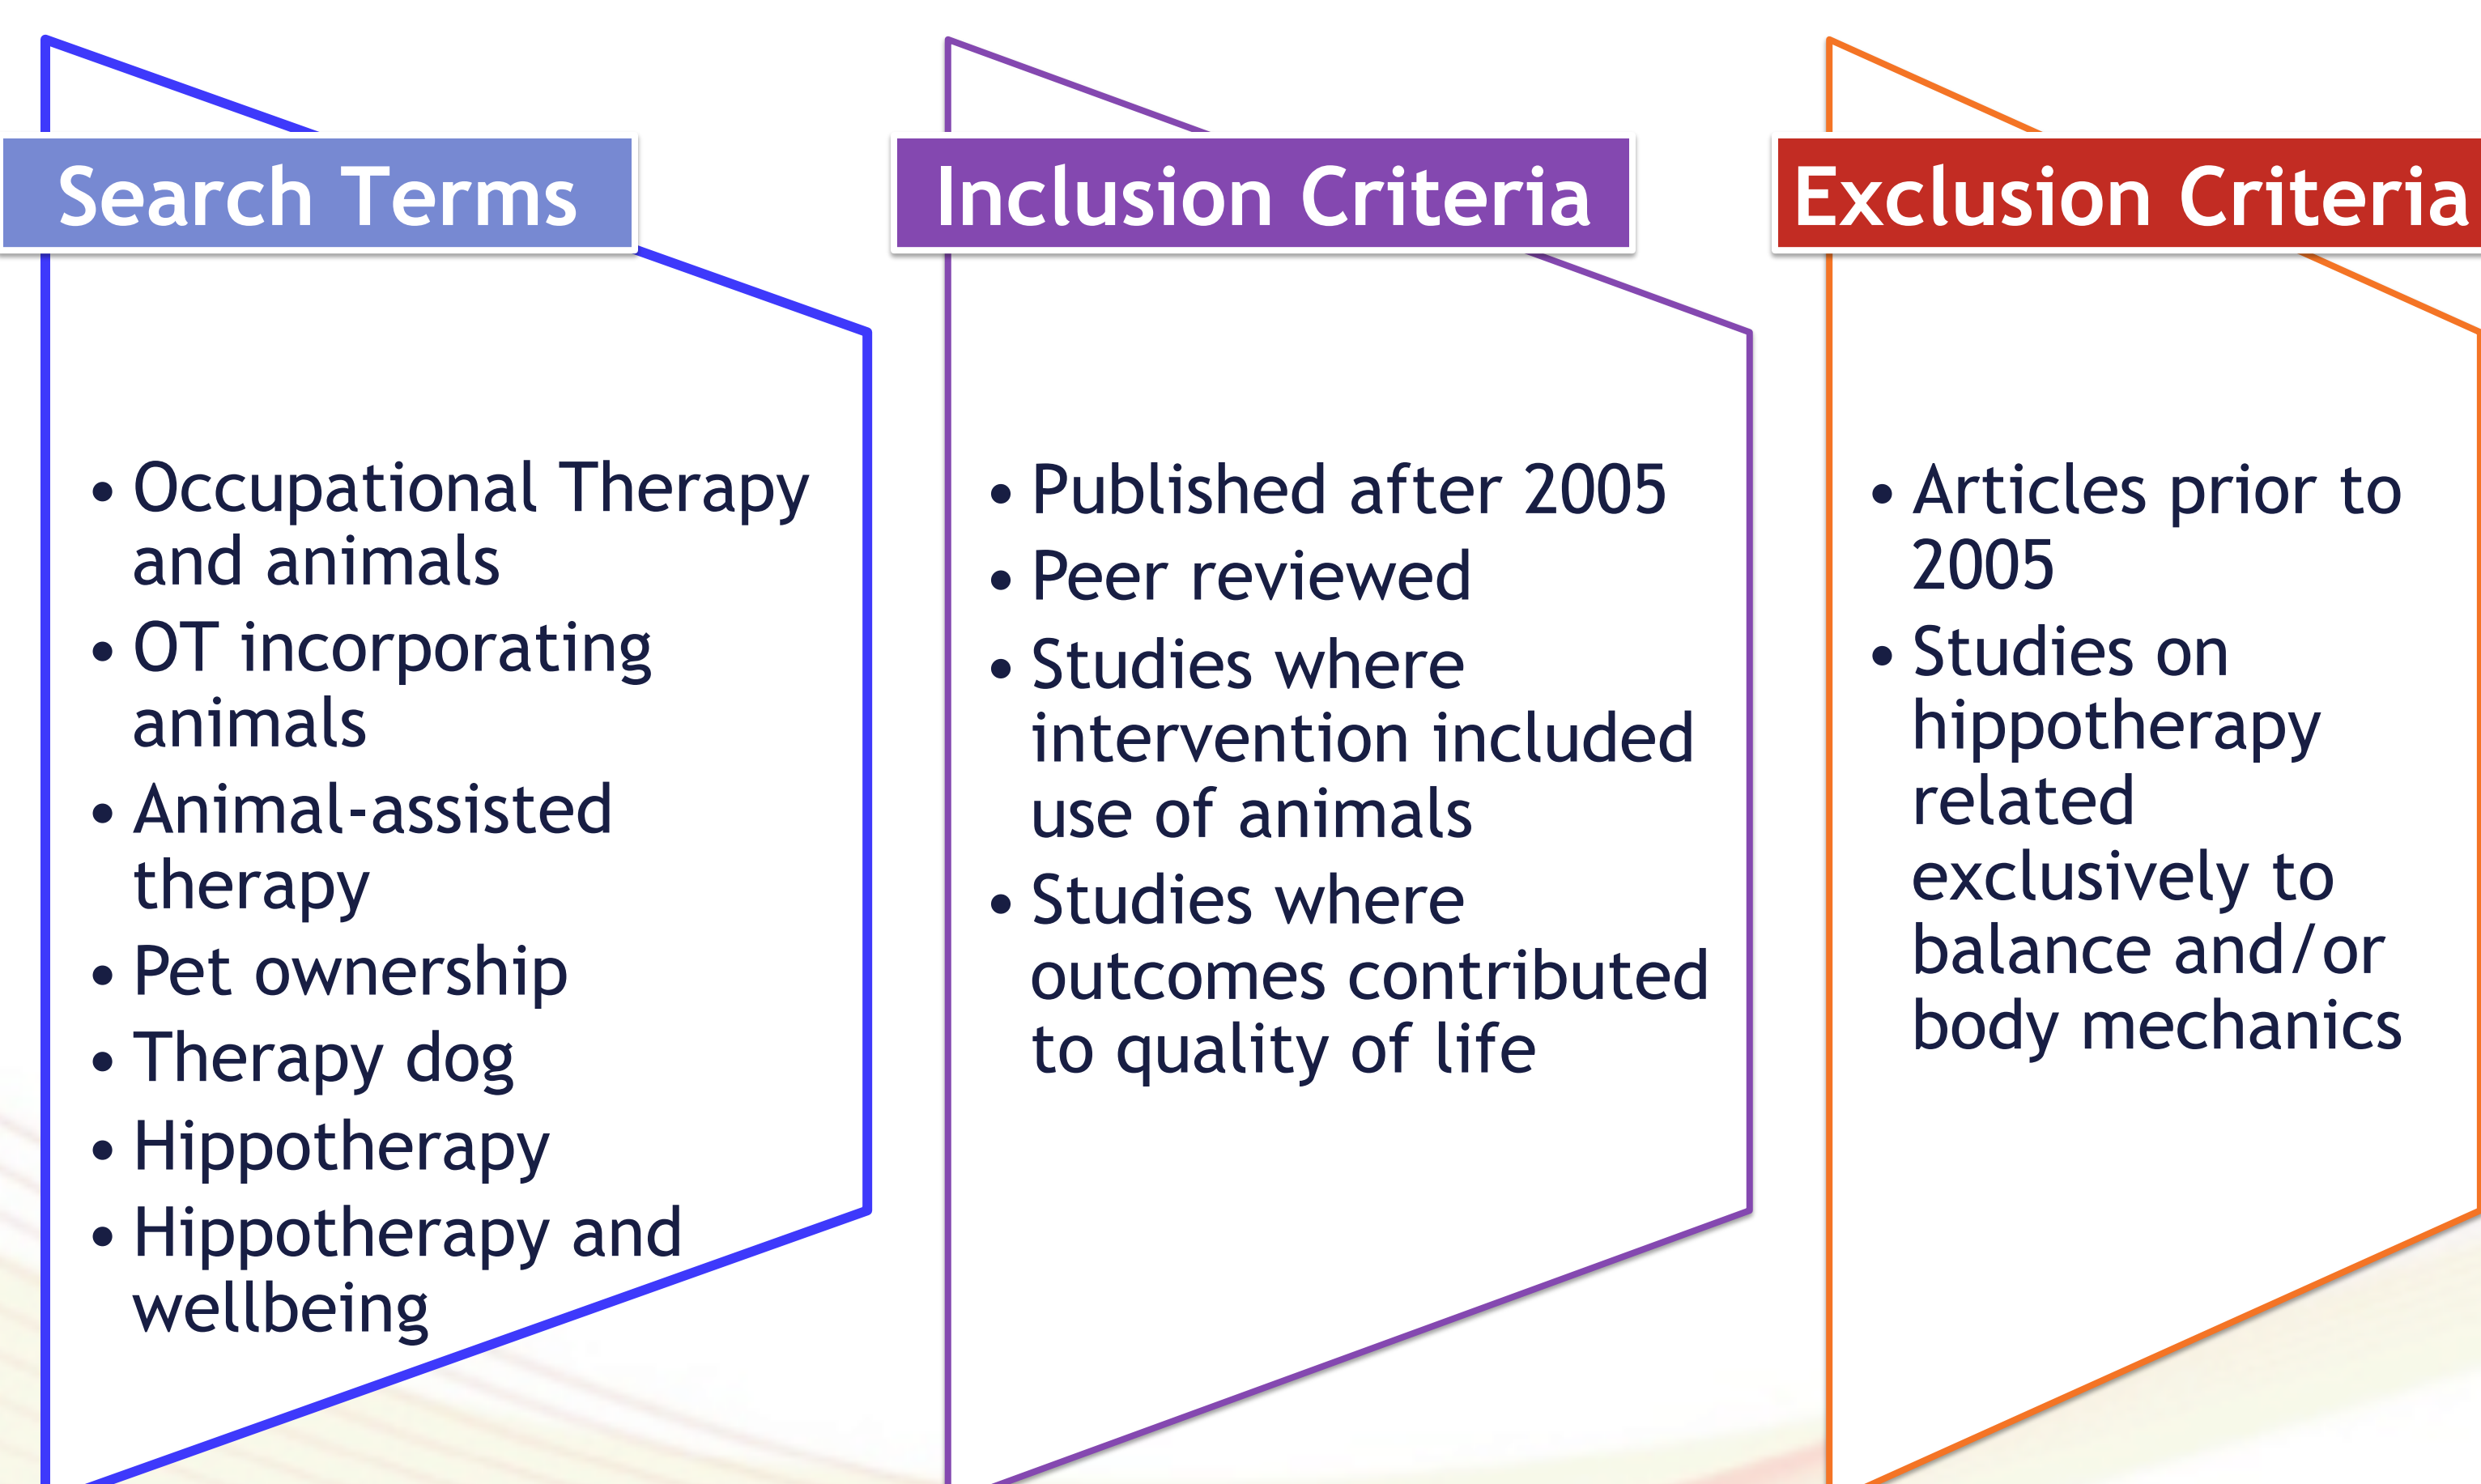 Search Terms
• Occupational Therapy
and animals
• OT incorporating
animals
• Animal-assisted
therapy
• Pet ownership
• Therapy dog
• Hippotherapy
• Hippotherapy and
wellbeing
Inclusion Criteria
• Published after 2005
• Peer reviewed
• Studies where
intervention included
use of animals
• Studies where
outcomes contributed
to quality of life
Exclusion Criteria
• Articles prior to
2005
• Studies on
hippotherapy
related
exclusively to
balance and/or
body mechanics